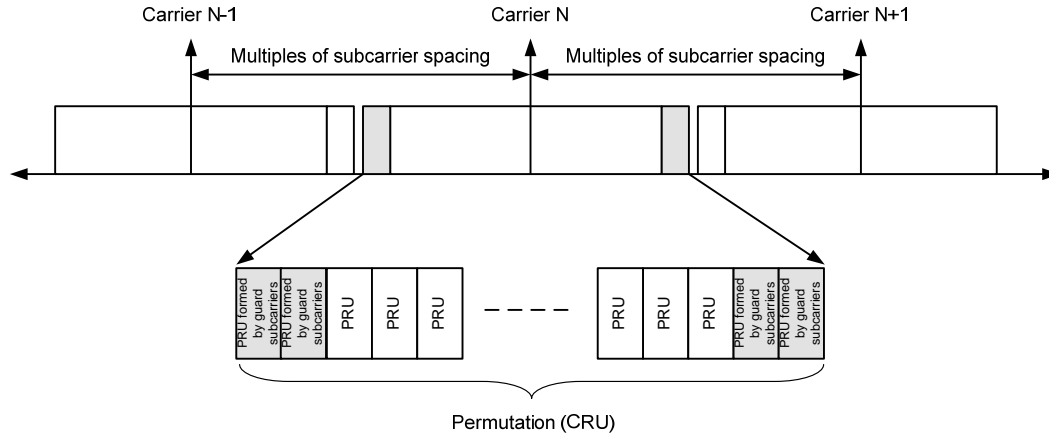 Carrier N-1
Carrier N
Carrier N+1
Multiples of subcarrier spacing
Multiples of subcarrier spacing
PRU formed
by guard
subcarriers
PRU formed
by guard
subcarriers
PRU
PRU
PRU
PRU
PRU
PRU
PRU formed
by guard
subcarriers
PRU formed
by guard
subcarriers
Permutation (CRU)